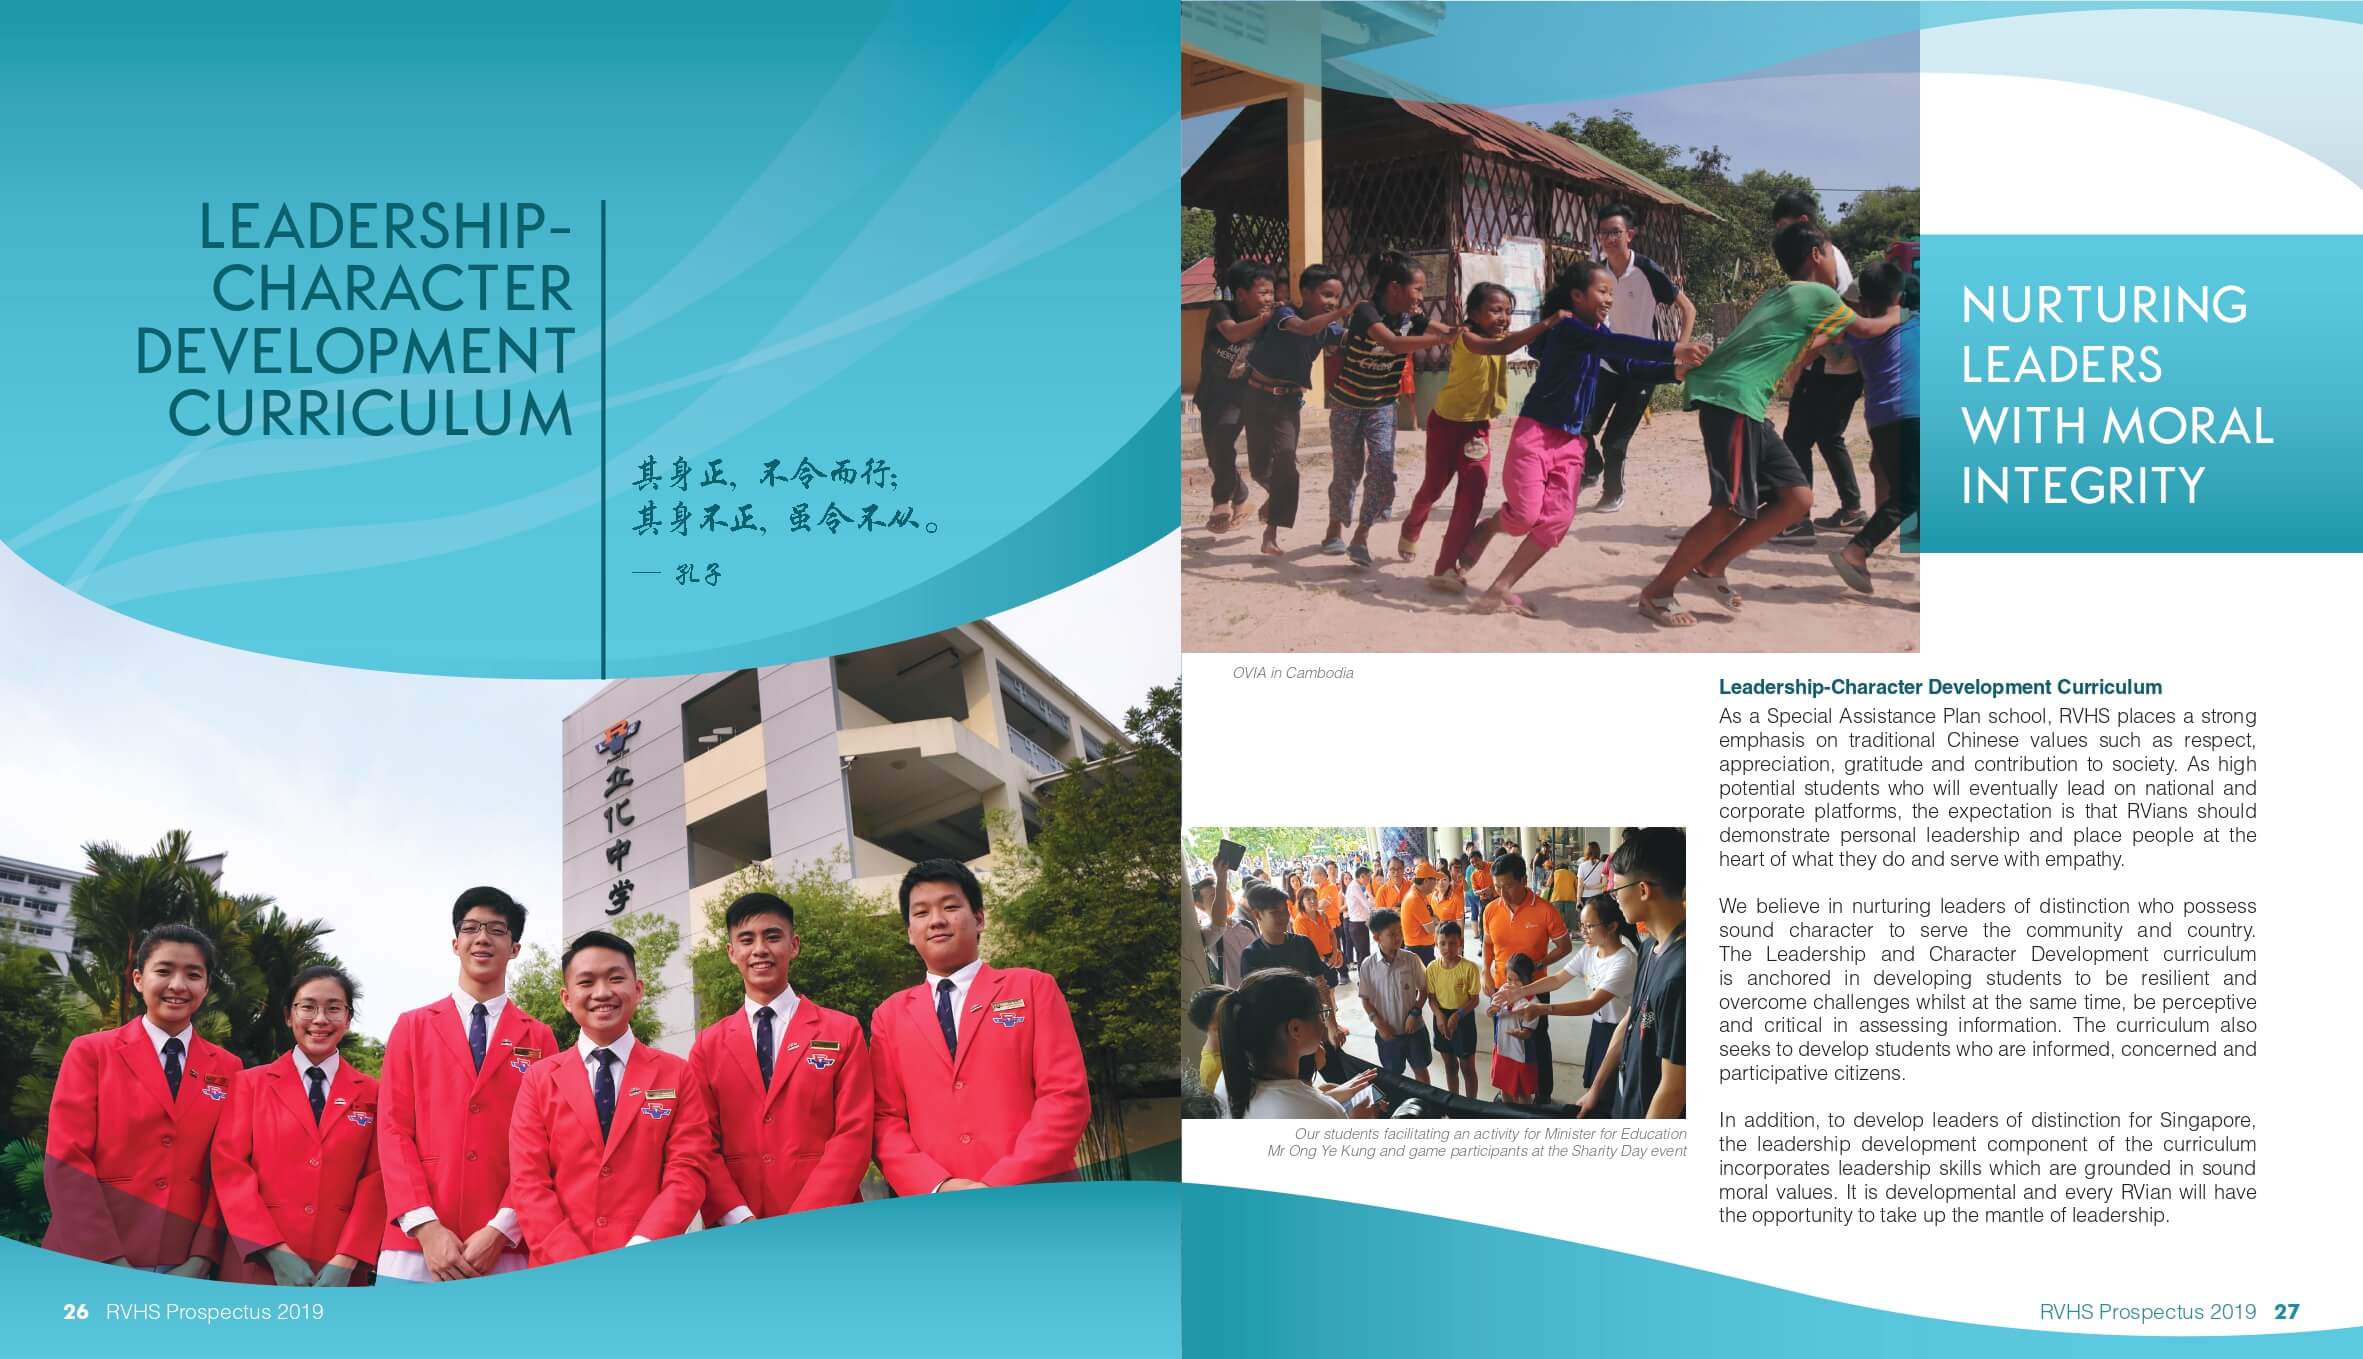 LEADERSHIP-
CHARACTER
DEVELOPMENT
CURRICULUM
其身正，不令而行；
其身不正，虽令不从。
— 孔子
立化中学
26 RVHS Prospectus 2019
NURTURING
LEADERS
WITH MORAL
INTEGRITY
OVIA in Cambodia
Our students facilitating an activity for Minister for Education
Mr Ong Ye Kung and game participants at the Sharity Day event
Leadership-Character Development Curriculum
As a Special Assistance Plan school, RVHS places a strong
emphasis on traditional Chinese values such as respect,
appreciation, gratitude and contribution to society. As high
potential students who will eventually lead on national and
corporate platforms, the expectation is that RVians should
demonstrate personal leadership and place people at the
heart of what they do and serve with empathy.
We believe in nurturing leaders of distinction who possess
sound character to serve the community and country.
The Leadership and Character Development curriculum
is anchored in developing students to be resilient and
overcome challenges whilst at the same time, be perceptive
and critical in assessing information. The curriculum also
seeks to develop students who are informed, concerned and
participative citizens.
In addition, to develop leaders of distinction for Singapore,
the leadership development component of the curriculum
incorporates leadership skills which are grounded in sound
moral values. It is developmental and every RVian will have
the opportunity to take up the mantle of leadership.
RVHS Prospectus 2019 27